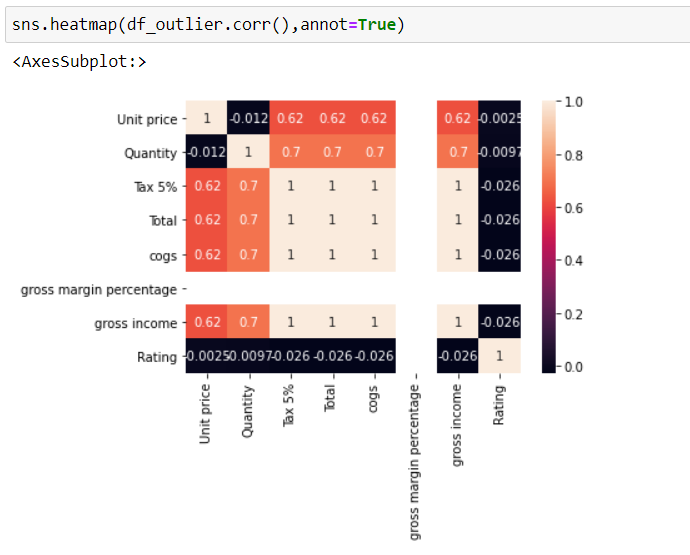 sns.heatmap(df_outlier.corr(),annot=True)
<AxesSubplot:>
Unit price 1 -0.012 0.62 0.62 0.62 0.62 -0.0025 1.0
Quantity -0.012 1 0.7 0.7 0.7 0.7 -0.0097 0.8
Tax 5% 0.62 0.7 1 1 1 1 -0.026
Total 0.62 0.7 1 1 1 1 -0.026 0.6
cogs 0.62 0.7 1 1 1 1 -0.026 0.4
gross margin percentage
gross income 0.62 0.7 1 1 1 1 -0.026 0.2
Rating -0.0025 -0.0097 -0.026 -0.026 -0.026 -0.026 1 0.0
Unit price
Quantity
Tax 5%
Total
cogs
gross margin percentage
gross income
Rating